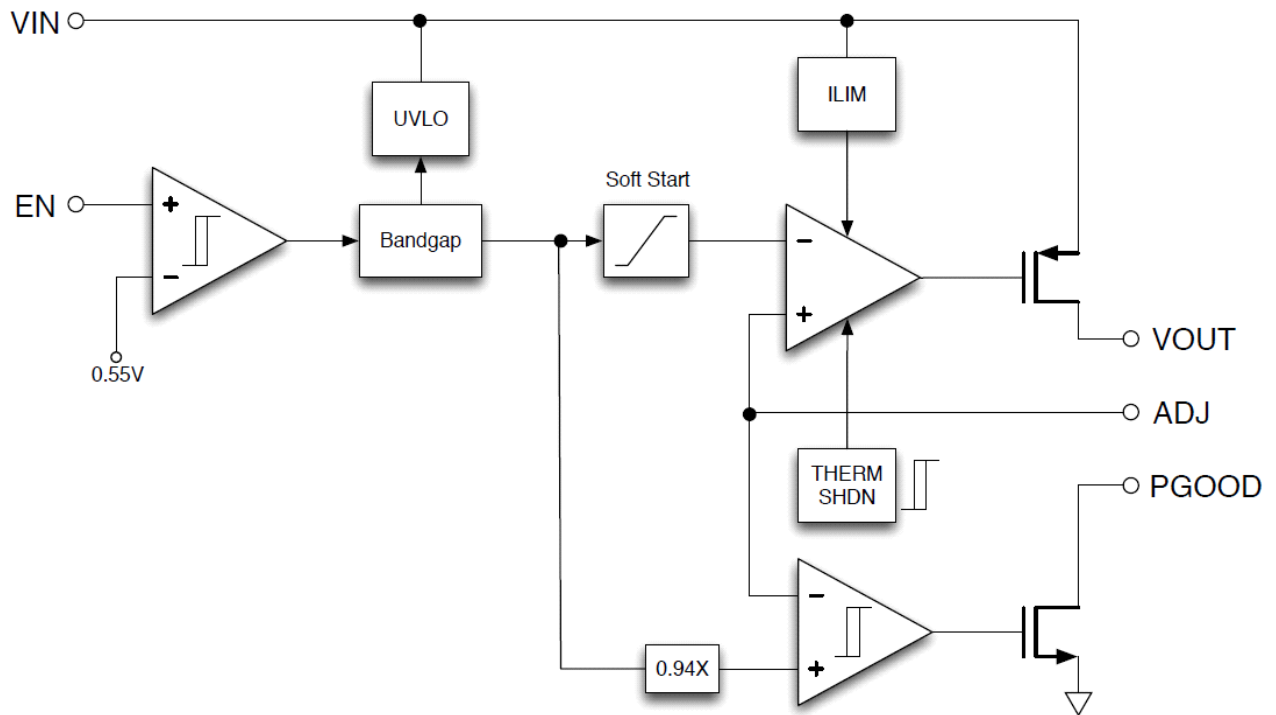 VIN
UVLO
ILIM
EN
+
−
0.55V
Bandgap
Soft Start
−
+
VOUT
ADJ
THERM
SHDN
PGOOD
−
+
0.94X